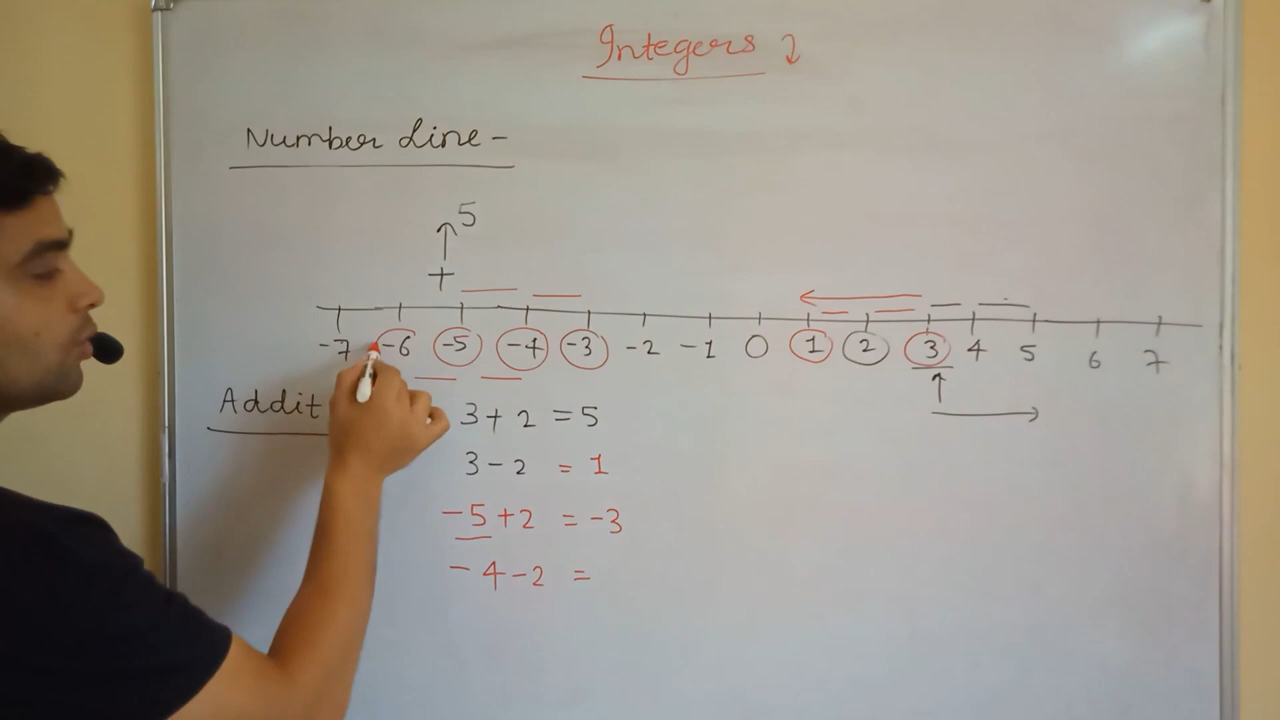 Integers
Number Line -
5
+
-7 -6 -5 -4 -3 -2 -1 0 1 2 3 4 5 6 7
Addit
3 + 2 = 5
3 - 2 = 1
-5 + 2 = -3
-4 - 2 =